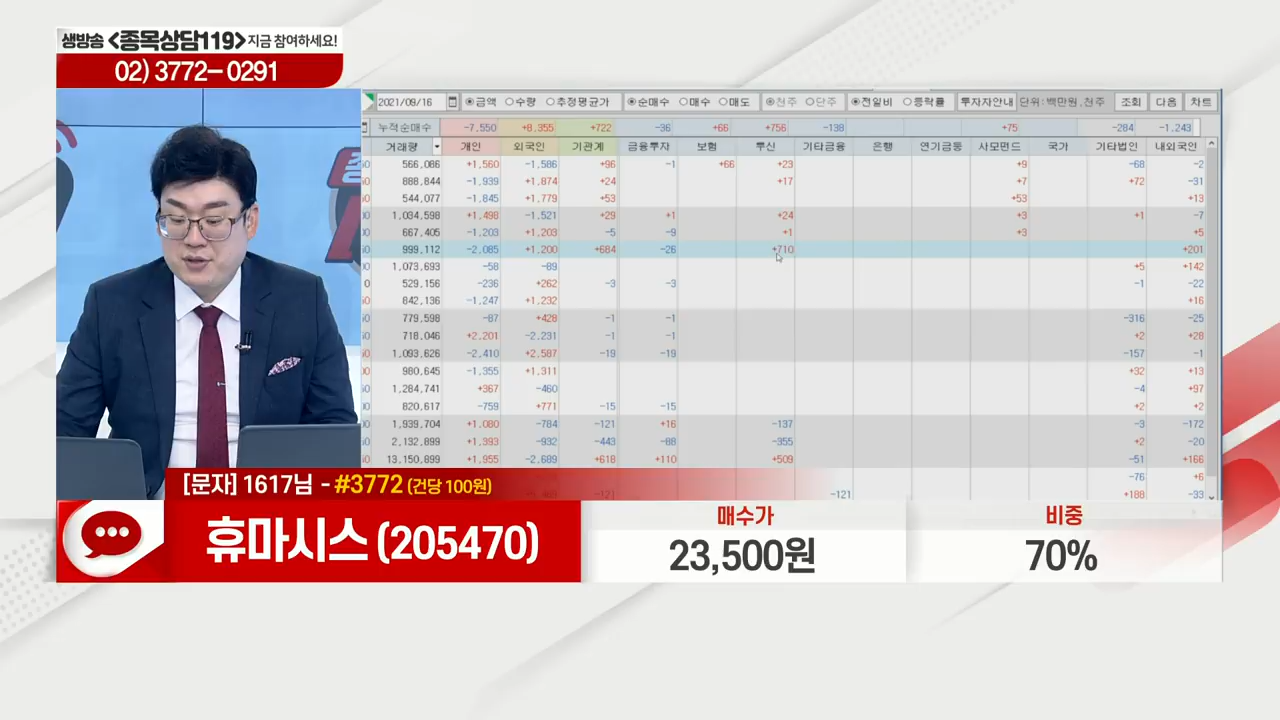 생방송 <종목상담119> 지금 참여하세요!
02) 3772-0291
2021/09/16 금액 수량 추정평균가 순매수 매수 매도 천주 단주 전일비 등락률 투자자안내 단위:백만원,천주 조회 다음 차트
누적순매수 -7,550 +8,355 +722 -36 +66 +756 -138 +75 -284 -1,243
거래량 개인 외국인 기관계 금융투자 보험 투신 기타금융 은행 연기금등 사모펀드 국가 기타법인 내외국인
566,086 +1,560 -1,586 +96 -1 +66 +23 +9 -68 -2
888,844 -1,939 +1,874 +24 +17 +7 +72 -31
544,077 -1,845 +1,779 +53 +53 +13
1,034,598 +1,498 -1,521 +29 +1 +24 +3 +1 -7
667,405 -1,203 +1,203 -5 -9 +1 +3 +5
999,112 -2,085 +1,200 +684 -26 +710 +201
1,073,693 -58 -89 +5 +142
529,156 -236 +262 -3 -3 -1 -22
842,136 -1,247 +1,232 +16
779,598 -87 +428 -1 -1 -316 -25
718,046 +2,201 -2,231 -1 -1 +2 +28
1,093,626 -2,410 +2,587 -19 -19 -157 -1
980,645 -1,355 +1,311 +32 +13
1,284,741 +367 -460 -4 +97
820,617 -759 +771 -15 -15 +2 +2
1,939,704 +1,080 -784 -121 +16 -137 -3 -172
2,132,899 +1,393 -932 -443 -88 -355 +2 -20
13,150,899 +1,955 -2,689 +618 +110 +509 -51 +166
-76 +6
-121 +188 -33
[문자] 1617님 - #3772 (건당 100원)
휴마시스 (205470)
매수가
23,500원
비중
70%